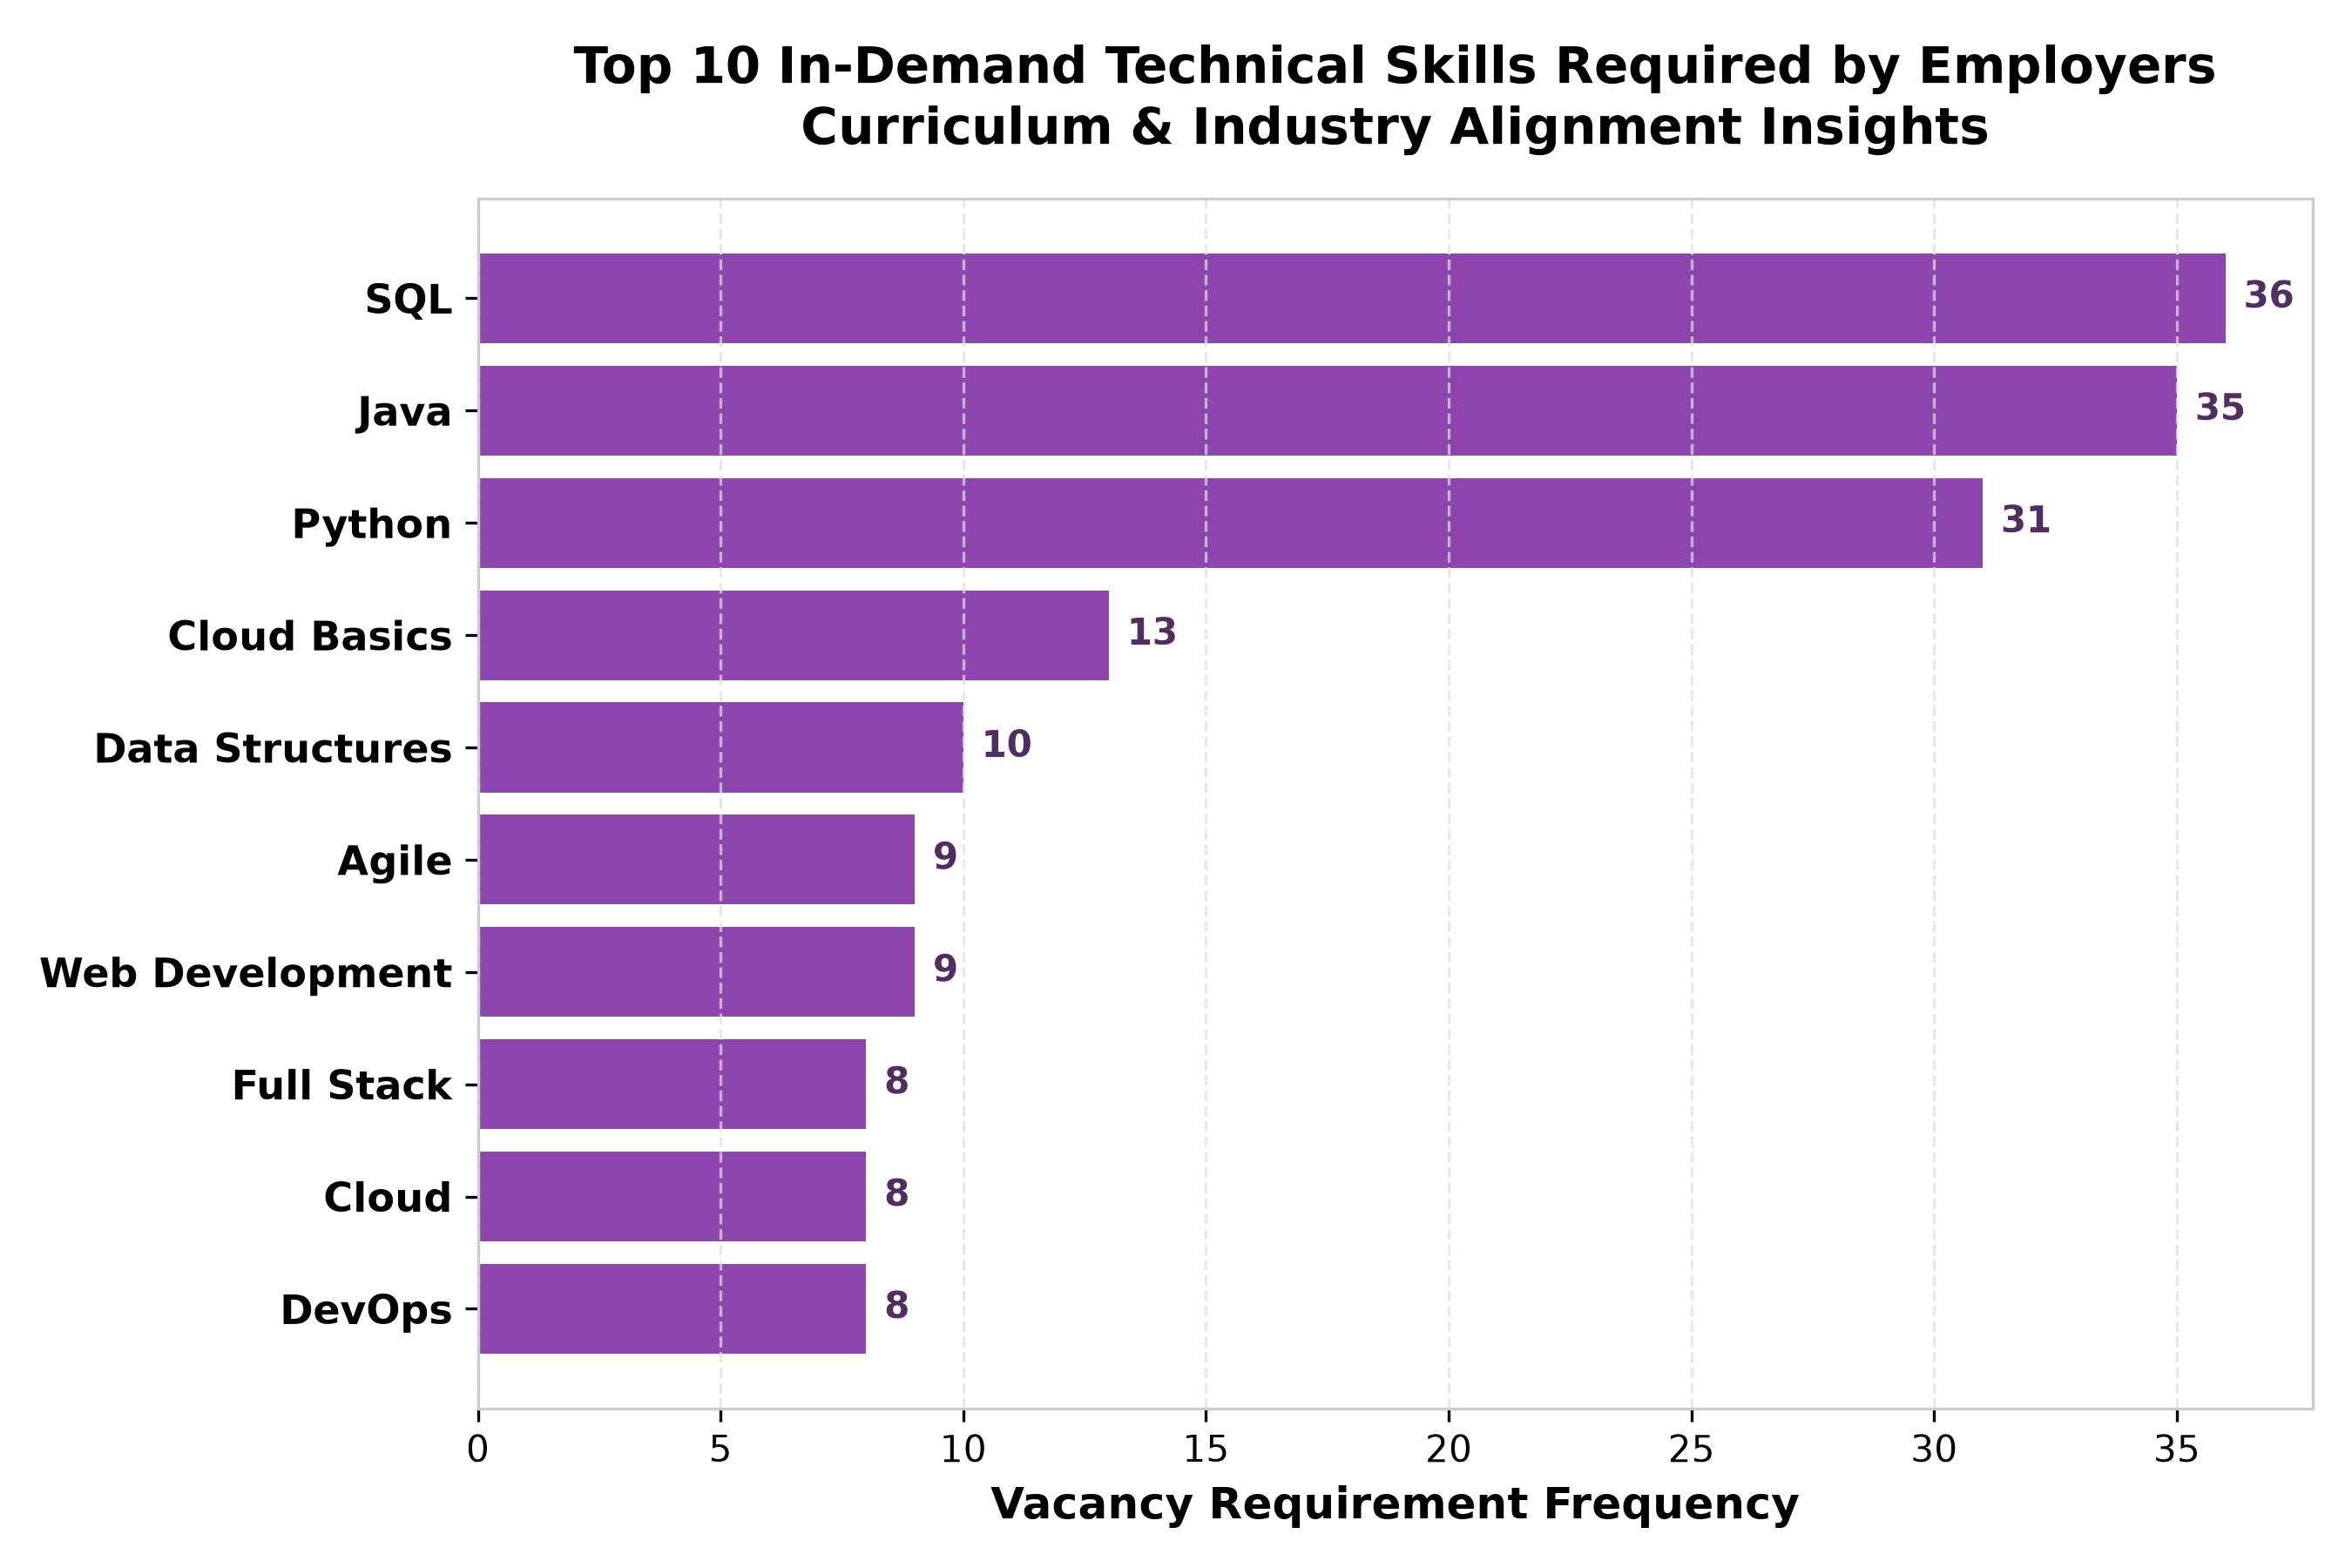 Top 10 In-Demand Technical Skills Required by Employers
Curriculum & Industry Alignment Insights
SQL 36
Java 35
Python 31
Cloud Basics 13
Data Structures 10
Agile 9
Web Development 9
Full Stack 8
Cloud 8
DevOps 8
0 5 10 15 20 25 30 35
Vacancy Requirement Frequency